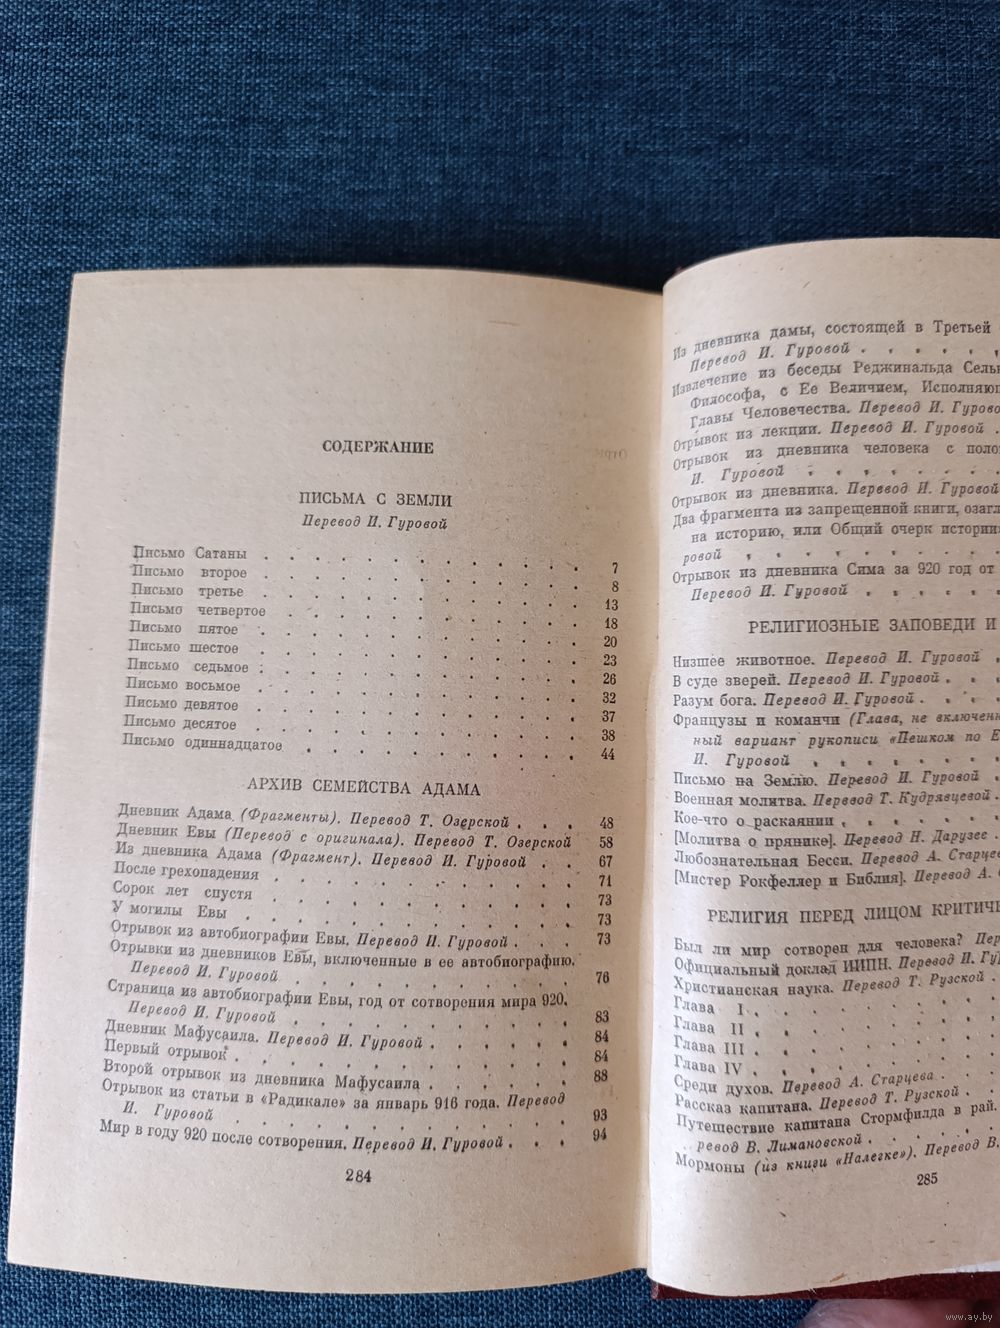 СОДЕРЖАНИЕ
ПИСЬМА С ЗЕМЛИ
Перевод И. Гуровой
Письмо Сатаны . . . . . . . . . . . . 7
Письмо второе . . . . . . . . . . . . 8
Письмо третье . . . . . . . . . . . . 13
Письмо четвертое . . . . . . . . . . . 18
Письмо пятое . . . . . . . . . . . . 20
Письмо шестое . . . . . . . . . . . . 23
Письмо седьмое . . . . . . . . . . . . 26
Письмо восьмое . . . . . . . . . . . . 32
Письмо девятое . . . . . . . . . . . . 37
Письмо десятое . . . . . . . . . . . . 38
Письмо одиннадцатое . . . . . . . . . . 44
АРХИВ СЕМЕЙСТВА АДАМА
Дневник Адама. (Фрагменты). Перевод Т. Озерской . . . 48
Дневник Евы (Перевод с оригинала). Перевод Т. Озерской 58
Из дневника Адама (Фрагмент). Перевод И. Гуровой . . 67
После грехопадения . . . . . . . . . . . 71
Сорок лет спустя . . . . . . . . . . . 73
У могилы Евы . . . . . . . . . . . . 73
Отрывок из автобиографии Евы. Перевод И. Гуровой . . . 73
Отрывки из дневников Евы, включенные в ее автобиографию.
Перевод И. Гуровой . . . . . . . . . . 76
Страница из автобиографии Евы, год от сотворения мира 920.
Перевод И. Гуровой . . . . . . . . . . 83
Дневник Мафусаила. Перевод И. Гуровой . . . . . 84
Первый отрывок . . . . . . . . . . . . 84
Второй отрывок из дневника Мафусаила . . . . . . 88
Отрывок из статьи в «Радикале» за январь 916 года. Перевод
И. Гуровой . . . . . . . . . . . . 93
Мир в году 920 после сотворения. Перевод И. Гуровой . . . 94
284
Из дневника дамы, состоящей в Третьей
Перевод И. Гуровой . . . . . .
Извлечение из беседы Реджинальда
Философа, с Ее Величием,
Главы Человечества. Перевод И.
Отрывок из лекции. Перевод И. Гуровой .
Отрывок из дневника человека с
И. Гуровой . . . . . . .
Отрывок из дневника. Перевод И. Гуровой
Два фрагмента из запрещенной книги,
на историю, или Общий очерк
ровой . . . . . . . .
Отрывок из дневника Сима за 920 год от
Перевод И. Гуровой . . . . . .
РЕЛИГИОЗНЫЕ ЗАПОВЕДИ И
Низшее животное. Перевод И. Гуровой .
В суде зверей. Перевод И. Гуровой . .
Разум бога. Перевод И. Гуровой . . .
Французы и команчи (Глава, не
ный вариант рукописи «Пешком по
И. Гуровой . . . . . . .
Письмо на Землю. Перевод И. Гуровой .
Военная молитва. Перевод Т. Кудрявцевой .
Кое-что о раскаянии . . . . . .
[Молитва о прянике]. Перевод Н. Дарузес .
Любознательная Бесси. Перевод А.
[Мистер Рокфеллер и Библия]. Перевод А.
РЕЛИГИЯ ПЕРЕД ЛИЦОМ
Был ли мир сотворен для человека?
Официальный доклад ИИПН. Перевод И.
Христианская наука. Перевод Т. Рузской .
Глава I . . . . . . . .
Глава II . . . . . . . .
Глава III . . . . . . . .
Глава IV . . . . . . . .
Среди духов. Перевод А. Старцева . . .
Рассказ капитана. Перевод Т. Рузской . .
Путешествие капитана Стормфилда в рай.
ревод В. Лимановской . . . . .
Мормоны (из книги «Налегке»). Перевод В.
285
www.ay.by